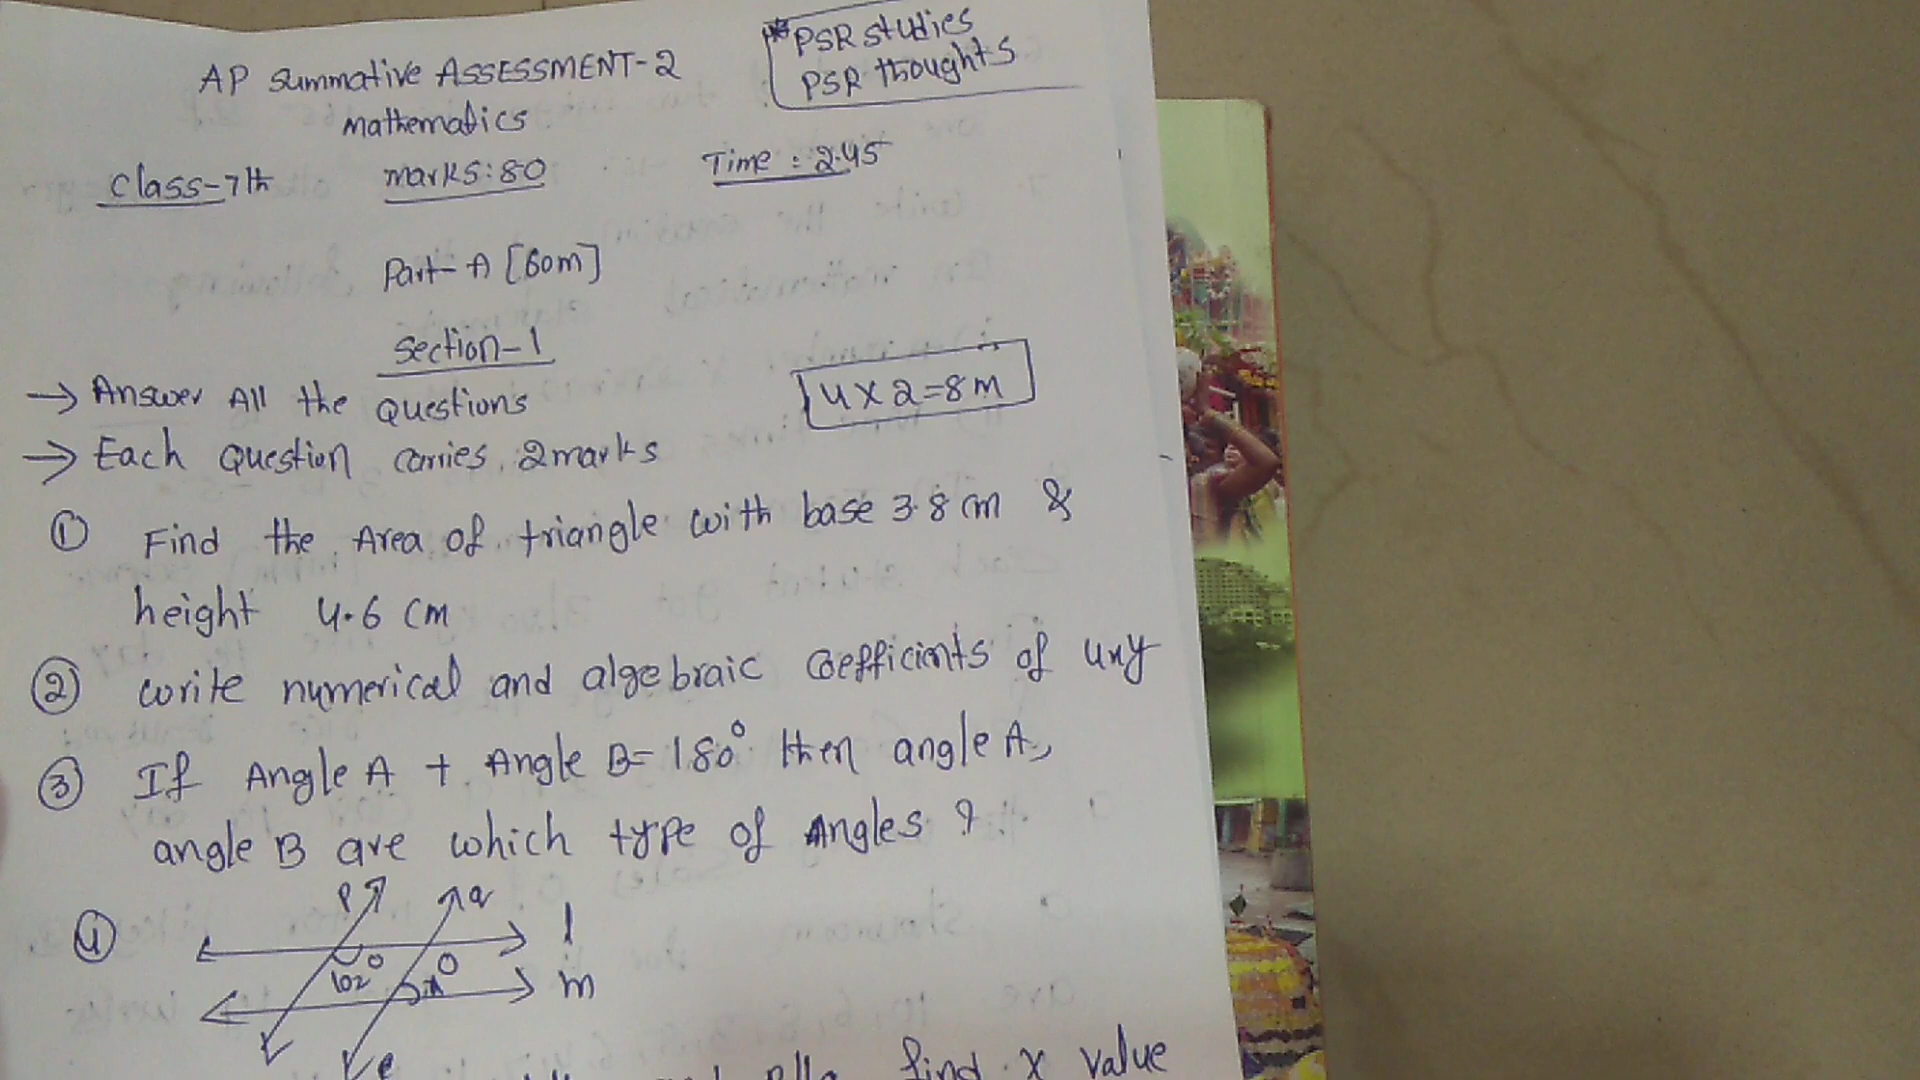 AP Summative ASSESSMENT-2
*PSR studies
PSR thoughts
Mathematics
Class-7th Marks:80 Time: 2.45
Part-A [60m]
Section-1
→ Answer All the Questions
4x2=8m
→ Each Question carries 2marks
① Find the Area of triangle with base 3.8 cm &
height 4.6 cm
② write numerical and algebraic Coefficients of 4xy
③ If Angle A + Angle B=180° then angle A,
angle B are which type of Angles?
④
P q
l
102° x°
m
find x value